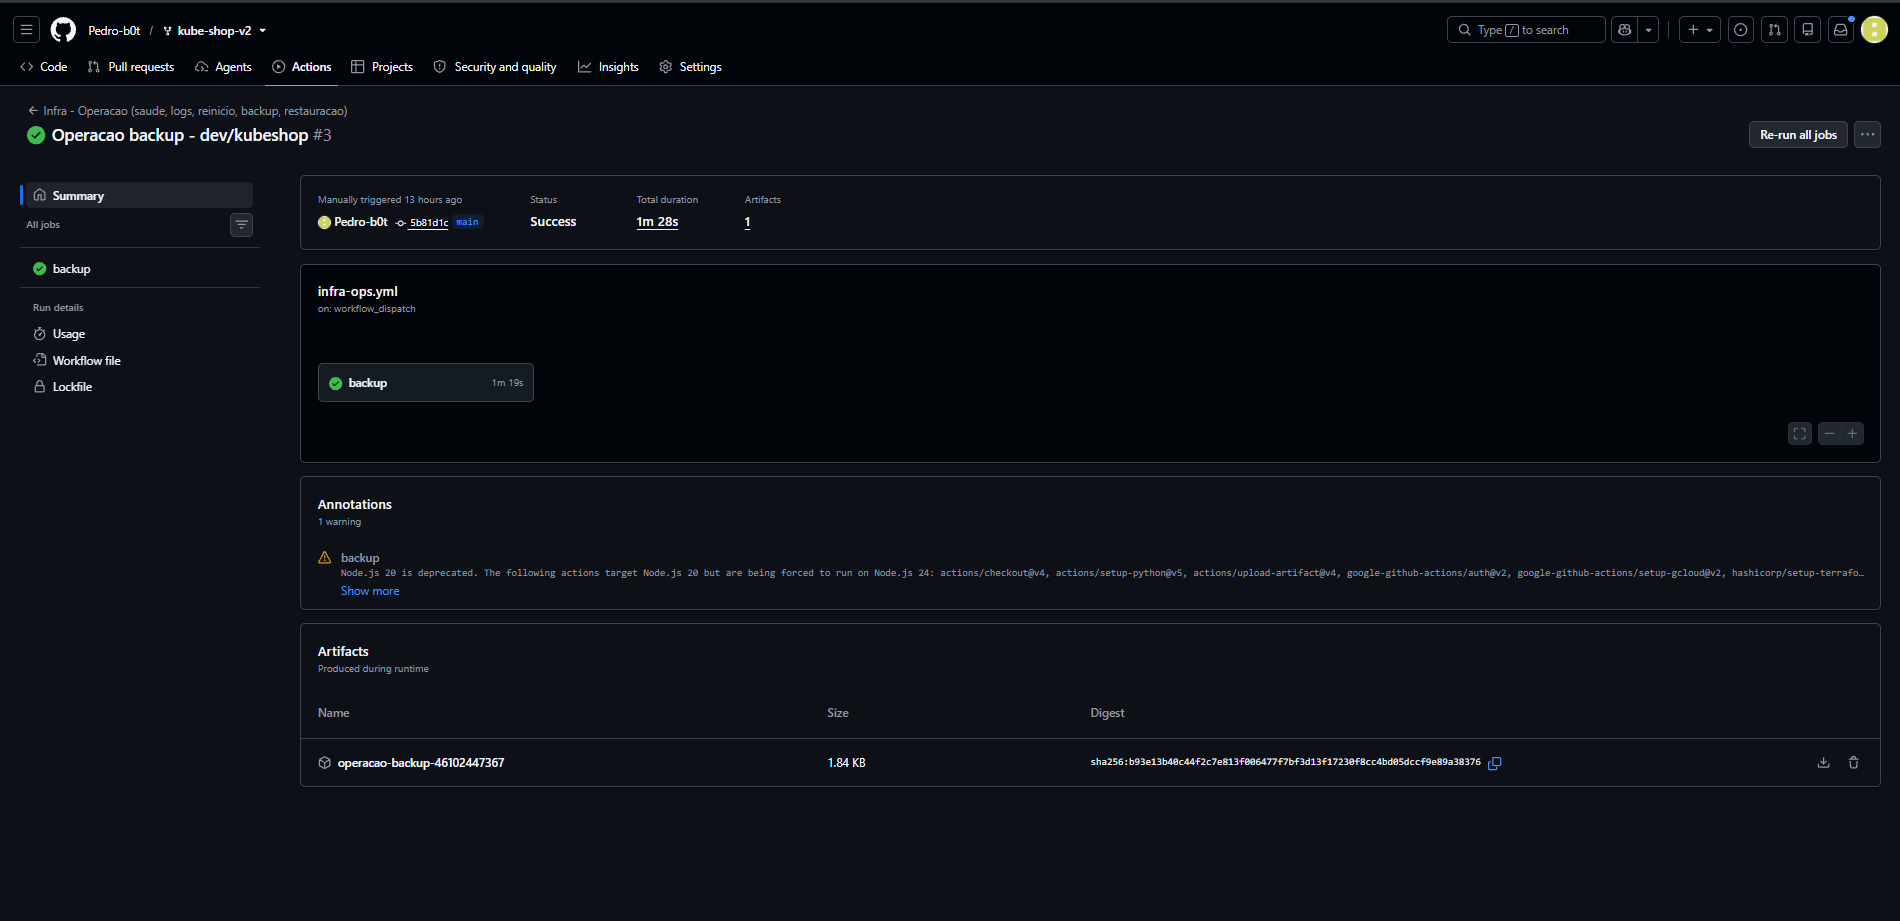 Pedro-b0t / kube-shop-v2
Type / to search
Code
Pull requests
Agents
Actions
Projects
Security and quality
Insights
Settings
Infra - Operacao (saude, logs, reinicio, backup, restauracao)
Operacao backup - dev/kubeshop #3
Re-run all jobs
Summary
All jobs
backup
Run details
Usage
Workflow file
Lockfile
Manually triggered 13 hours ago
Pedro-b0t 5b81d1c main
Status
Success
Total duration
1m 28s
Artifacts
1
infra-ops.yml
on: workflow_dispatch
backup 1m 19s
Annotations
1 warning
backup
Node.js 20 is deprecated. The following actions target Node.js 20 but are being forced to run on Node.js 24: actions/checkout@v4, actions/setup-python@v5, actions/upload-artifact@v4, google-github-actions/auth@v2, google-github-actions/setup-gcloud@v2, hashicorp/setup-terrafo…
Show more
Artifacts
Produced during runtime
Name Size Digest
operacao-backup-46102447367 1.84 KB sha256:b93e13b40c44f2c7e813f006477f7bf3d13f17230f8cc4bd05dccf9e89a38376